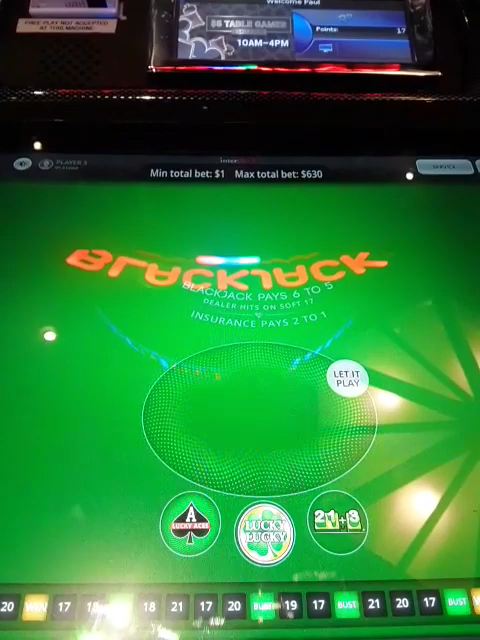 FREE PLAY NOT ACCEPTED
AT THIS MACHINE
Welcome Paul
$5 TABLE GAMES
10AM-4PM
Points: 17
PLAYER 3
Min total bet: $1 Max total bet: $630
SERVICE
BLACKJACK
BLACKJACK PAYS 6 TO 5
DEALER HITS ON SOFT 17
INSURANCE PAYS 2 TO 1
LET IT
PLAY
A
LUCKY ACES
LUCKY
LUCKY
21+3
20 17 18 21 17 20 BUST 19 17 BUST 21 20 17 BUST